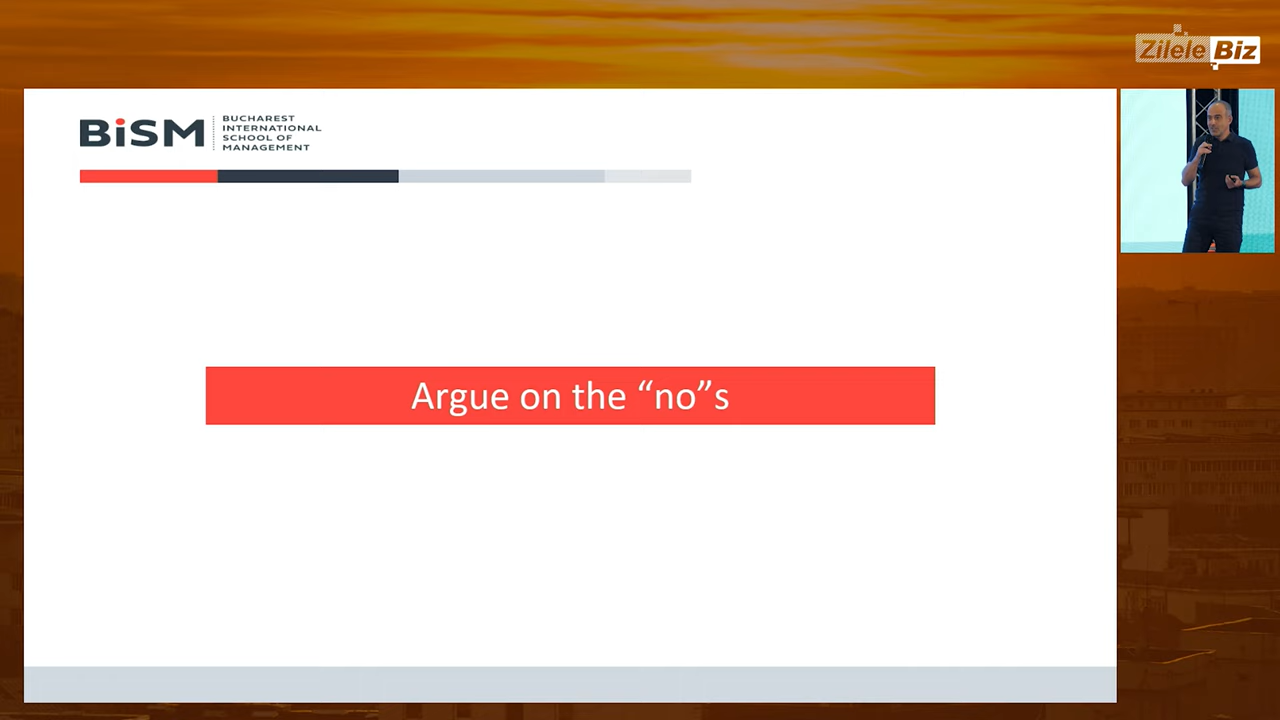 Zilele Biz
BiSM
BUCHAREST
INTERNATIONAL
SCHOOL OF
MANAGEMENT
Argue on the “no”s